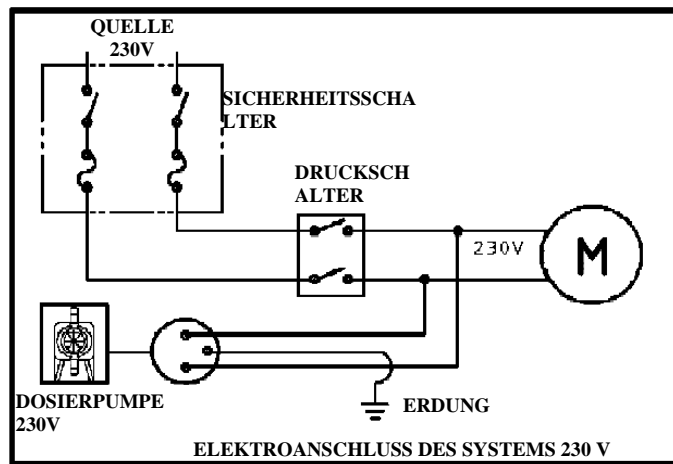 QUELLE
230V
SICHERHEITSSCHA
LTER
DRUCKSCH
ALTER
230V
M
DOSIERPUMPE
230V
ERDUNG
ELEKTROANSCHLUSS DES SYSTEMS 230 V